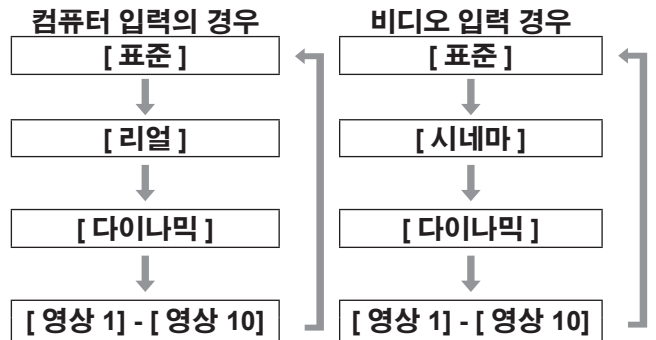 컴퓨터 입력의 경우
[ 표준 ]
[ 리얼 ]
[ 다이나믹 ]
[ 영상 1] - [ 영상 10]
비디오 입력 경우
[ 표준 ]
[ 시네마 ]
[ 다이나믹 ]
[ 영상 1] - [ 영상 10]